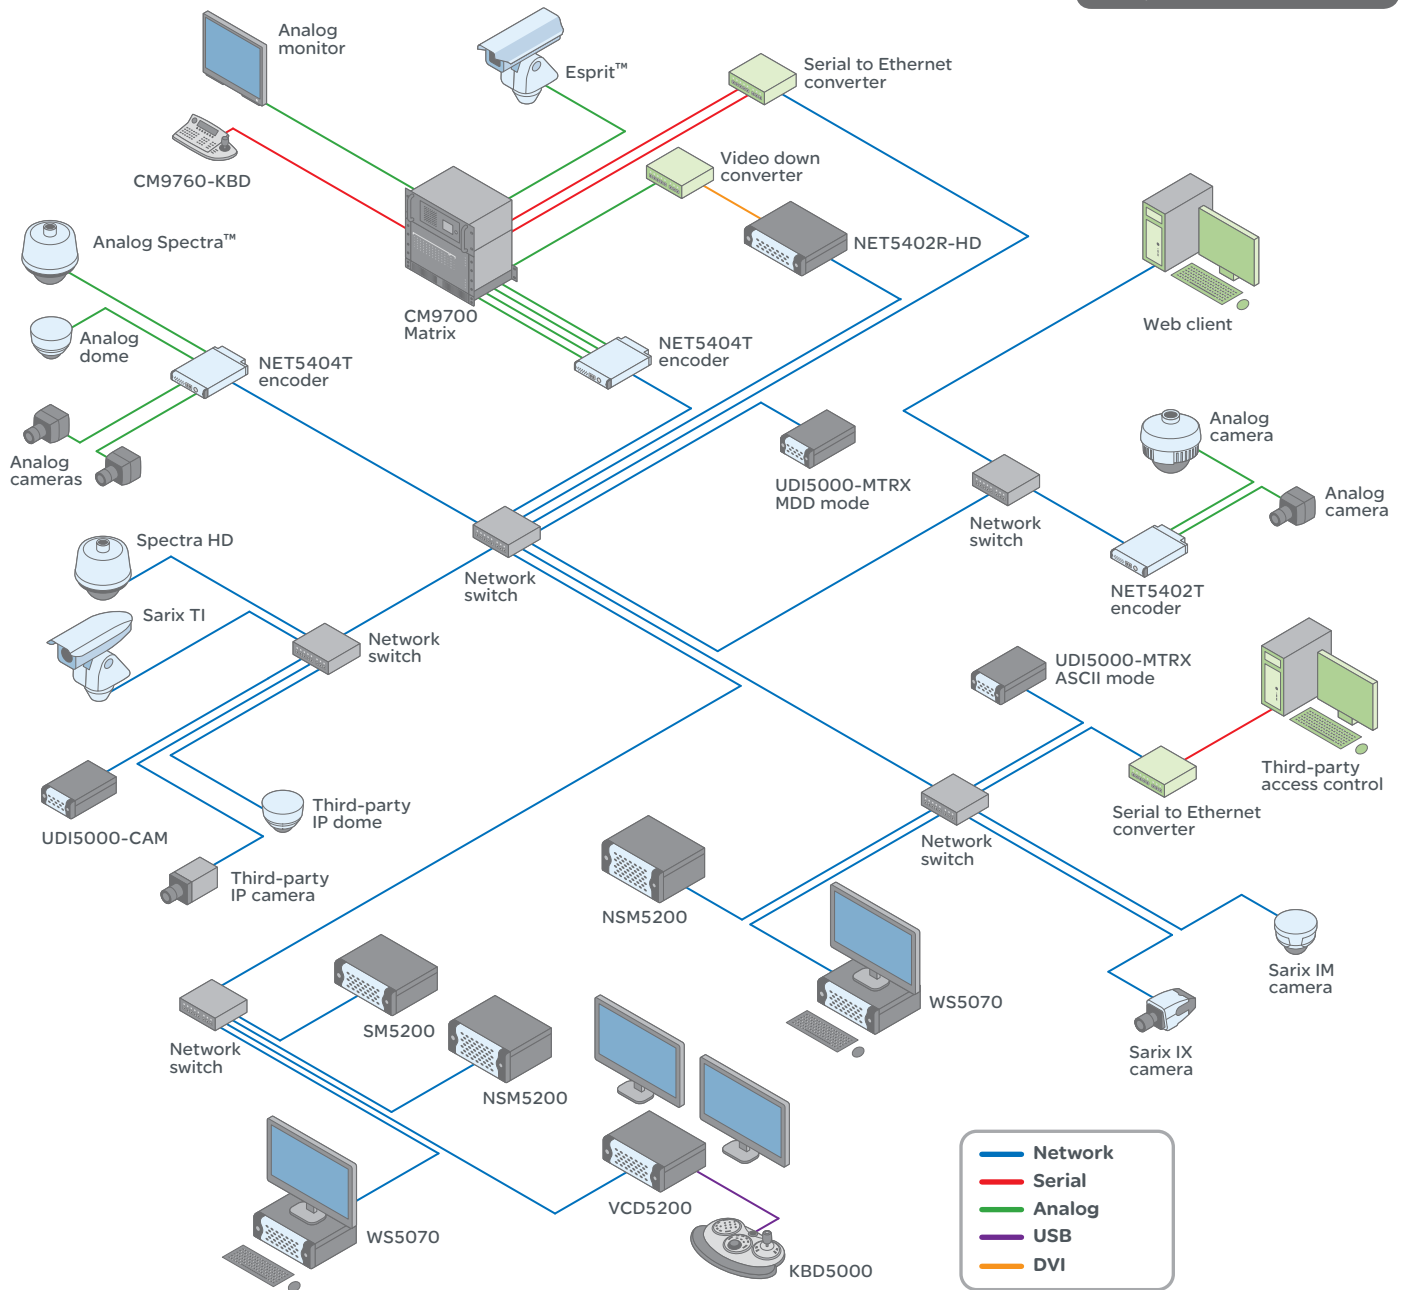 Analog
monitor
Esprit™
Serial to Ethernet
converter
CM9760-KBD
Video down
converter
Analog Spectra™
NET5402R-HD
CM9700
Matrix
Web client
Analog
dome
NET5404T
encoder
NET5404T
encoder
Analog
camera
Analog
cameras
UDI5000-MTRX
MDD mode
Network
switch
Analog
camera
Spectra HD
Network
switch
NET5402T
encoder
Sarix TI
Network
switch
UDI5000-MTRX
ASCII mode
Third-party
access control
UDI5000-CAM
Third-party
IP dome
Serial to Ethernet
converter
Network
switch
Third-party
IP camera
NSM5200
Sarix IM
camera
WS5070
SM5200
Network
switch
Sarix IX
camera
NSM5200
VCD5200
WS5070
KBD5000
Network
Serial
Analog
USB
DVI